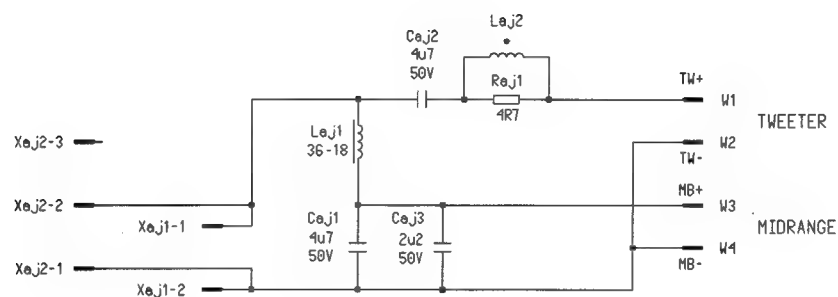 Laj2
Caj2
4u7
50V
Raj1
4R7
TW+
W1
TWEETER
Xaj2-3
Laj1
36-18
W2
TW-
MB+
Xaj2-2
W3
Xaj1-1
Caj1
4u7
50V
Caj3
2u2
50V
MIDRANGE
W4
MB-
Xaj2-1
Xaj1-2